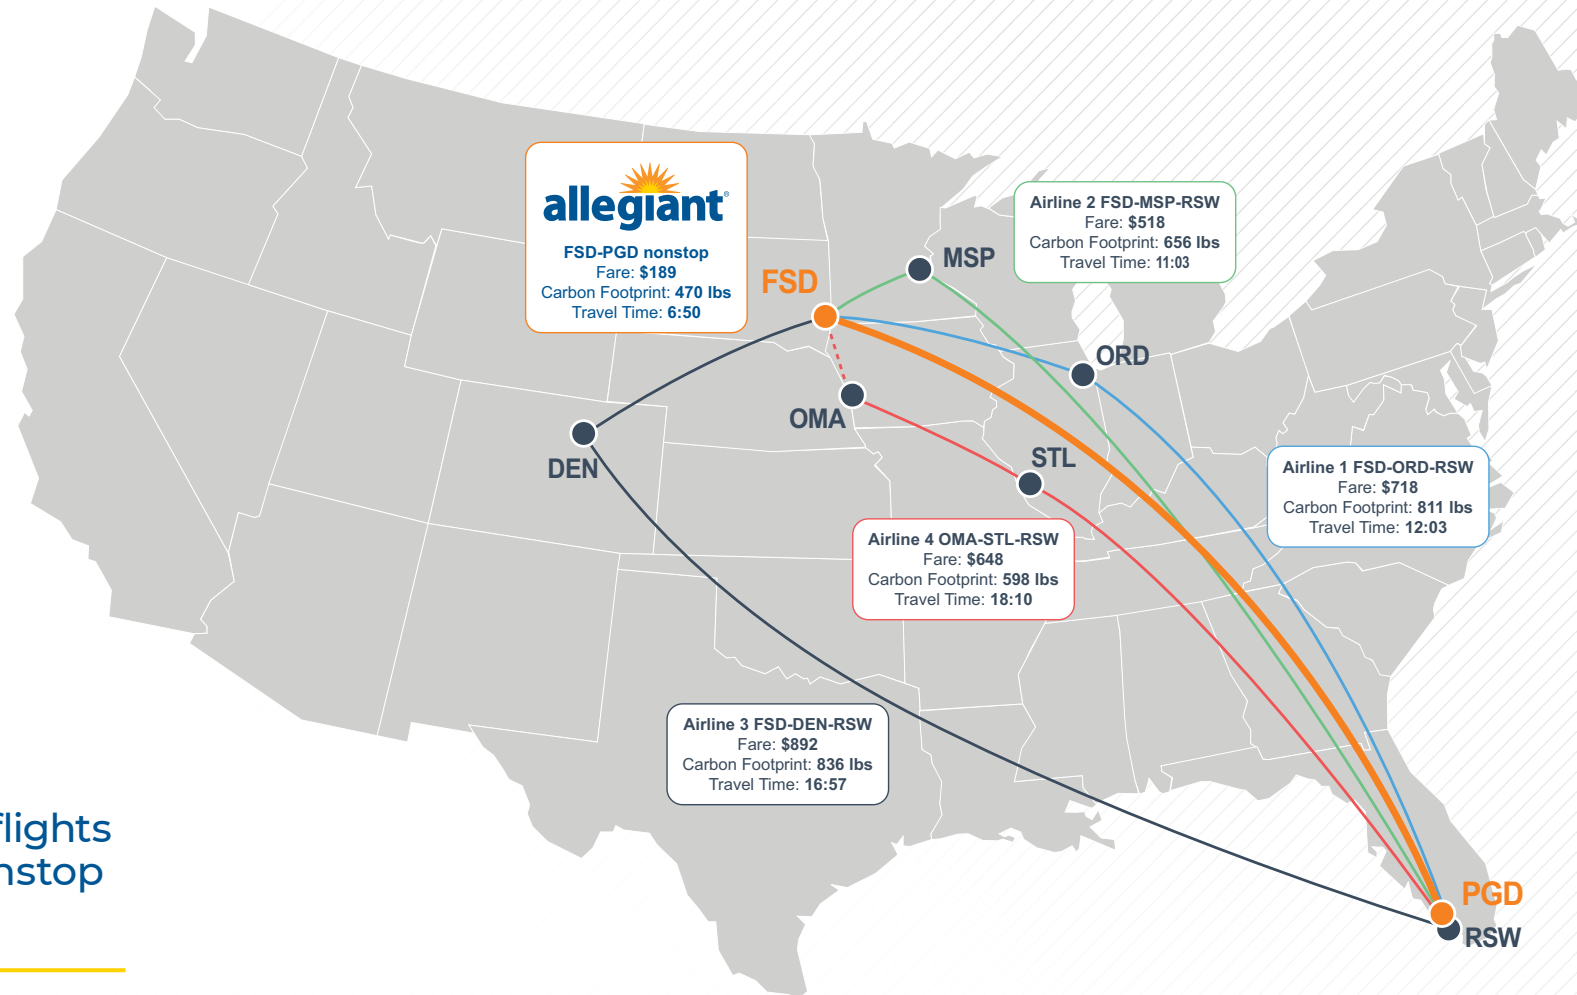 allegiant®
FSD-PGD nonstop
Fare: $189
Carbon Footprint: 470 lbs
Travel Time: 6:50
Airline 2 FSD-MSP-RSW
Fare: $518
Carbon Footprint: 656 lbs
Travel Time: 11:03
MSP
FSD
ORD
OMA
DEN
STL
Airline 1 FSD-ORD-RSW
Fare: $718
Carbon Footprint: 811 lbs
Travel Time: 12:03
Airline 4 OMA-STL-RSW
Fare: $648
Carbon Footprint: 598 lbs
Travel Time: 18:10
Airline 3 FSD-DEN-RSW
Fare: $892
Carbon Footprint: 836 lbs
Travel Time: 16:57
flights
nstop
PGD
RSW